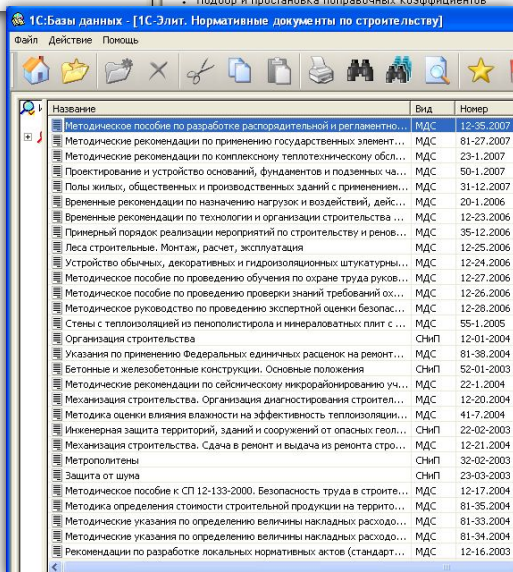 Подбор и простановка поправочных коэффициентов
1С:Базы данных - [1С-Элит. Нормативные документы по строительству]
Файл Действие Помощь
Название Вид Номер
Методическое пособие по разработке распорядительной и регламентно... МДС 12-35.2007
Методические рекомендации по применению государственных элемент... МДС 81-27.2007
Методические рекомендации по комплексному теплотехническому обсл... МДС 23-1.2007
Проектирование и устройство оснований, фундаментов и подземных ча... МДС 50-1.2007
Полы жилых, общественных и производственных зданий с применением... МДС 31-12.2007
Временные рекомендации по назначению нагрузок и воздействий, дейс... МДС 20-1.2006
Временные рекомендации по технологии и организации строительства ... МДС 12-23.2006
Примерный порядок реализации мероприятий по строительству и ренов... МДС 35-12.2006
Леса строительные. Монтаж, расчет, эксплуатация МДС 12-25.2006
Устройство обычных, декоративных и гидроизоляционных штукатурны... МДС 12-24.2006
Методическое пособие по проведению обучения по охране труда руков... МДС 12-27.2006
Методическое пособие по проведению проверки знаний требований ох... МДС 12-26.2006
Методическое руководство по проведению экспертной оценки безопас... МДС 12-28.2006
Стены с теплоизоляцией из пенополистирола и минераловатных плит с ... МДС 55-1.2005
Организация строительства СНиП 12-01-2004
Указания по применению Федеральных единичных расценок на ремонт... МДС 81-38.2004
Бетонные и железобетонные конструкции. Основные положения СНиП 52-01-2003
Методические рекомендации по сейсмическому микрорайонированию уч... МДС 22-1.2004
Механизация строительства. Организация диагностирования строител... МДС 12-20.2004
Методика оценки влияния влажности на эффективность теплоизоляции... МДС 41-7.2004
Инженерная защита территорий, зданий и сооружений от опасных геол... СНиП 22-02-2003
Механизация строительства. Сдача в ремонт и выдача из ремонта стро... МДС 12-21.2004
Метрополитены СНиП 32-02-2003
Защита от шума СНиП 23-03-2003
Методическое пособие к СП 12-133-2000. Безопасность труда в строите... МДС 12-17.2004
Методика определения стоимости строительной продукции на террито... МДС 81-35.2004
Методические указания по определению величины накладных расходо... МДС 81-33.2004
Методические указания по определению величины накладных расходо... МДС 81-34.2004
Рекомендации по разработке локальных нормативных актов (стандарт... МДС 12-16.2003